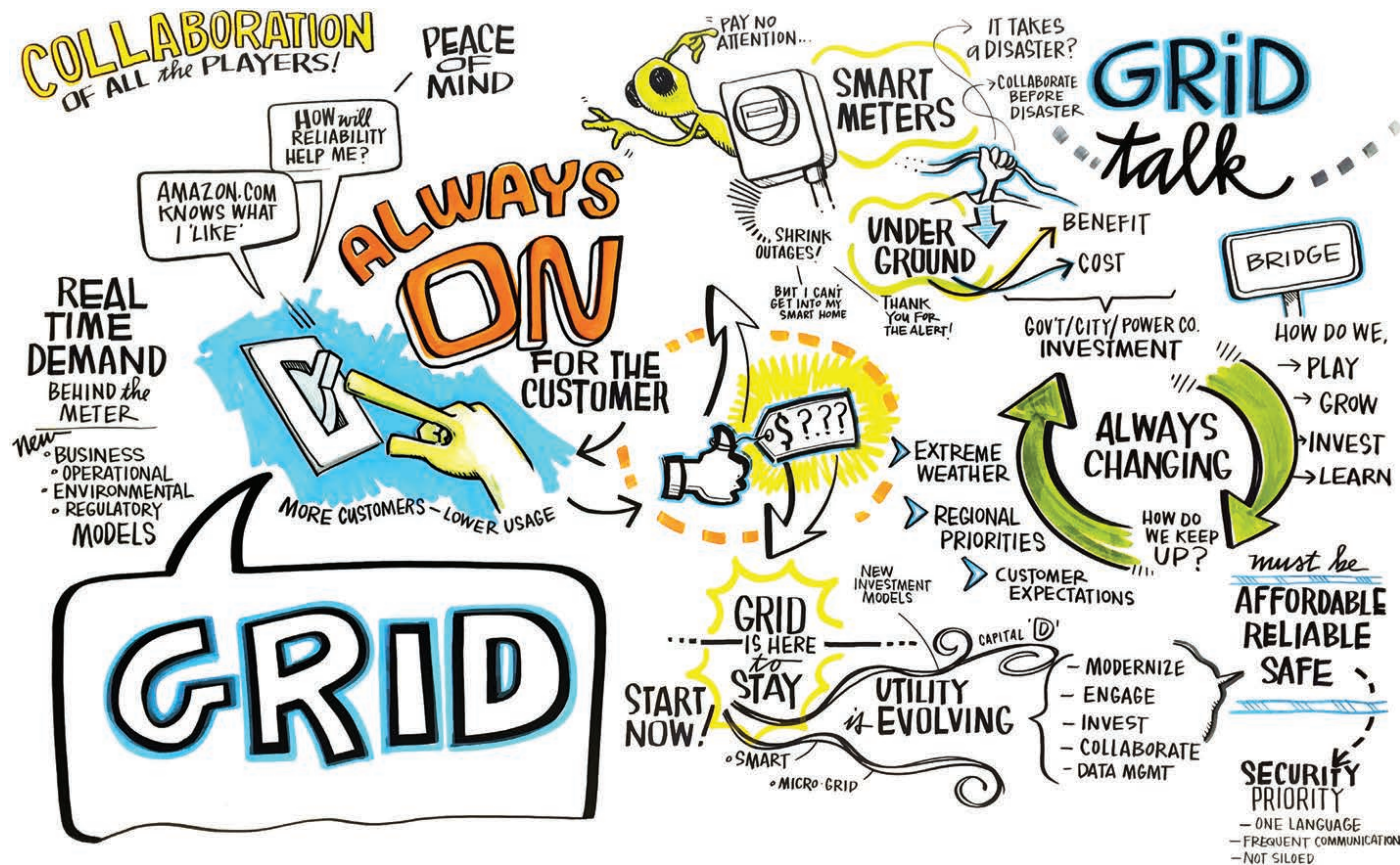 COLLABORATION
OF ALL the PLAYERS!
PEACE
OF
MIND
HOW will
RELIABILITY
HELP ME?
AMAZON.COM
KNOWS WHAT
I 'LIKE'
ALWAYS
ON
FOR THE
CUSTOMER
REAL
TIME
DEMAND
BEHIND the
METER
new
BUSINESS
OPERATIONAL
ENVIRONMENTAL
REGULATORY
MODELS
MORE CUSTOMERS – LOWER USAGE
GRID
PAY NO
ATTENTION...
SMART
METERS
IT TAKES
a DISASTER?
COLLABORATE
BEFORE
DISASTER
GRiD
talk
SHRINK
OUTAGES!
BUT I CAN'T
GET INTO MY
SMART HOME
THANK
YOU FOR
THE ALERT!
UNDER
GROUND
BENEFIT
COST
GOV'T/CITY/POWER CO.
INVESTMENT
BRIDGE
HOW DO WE,
PLAY
GROW
INVEST
LEARN
ALWAYS
CHANGING
HOW DO
WE KEEP
UP?
$ ???
EXTREME
WEATHER
REGIONAL
PRIORITIES
CUSTOMER
EXPECTATIONS
GRID
IS HERE
to
STAY
START
NOW!
SMART
MICRO-GRID
NEW
INVESTMENT
MODELS
CAPITAL 'D'
UTILITY
is EVOLVING
– MODERNIZE
– ENGAGE
– INVEST
– COLLABORATE
– DATA MGMT
must be
AFFORDABLE
RELIABLE
SAFE
SECURITY
PRIORITY
– ONE LANGUAGE
– FREQUENT COMMUNICATION
– NOT SILOED